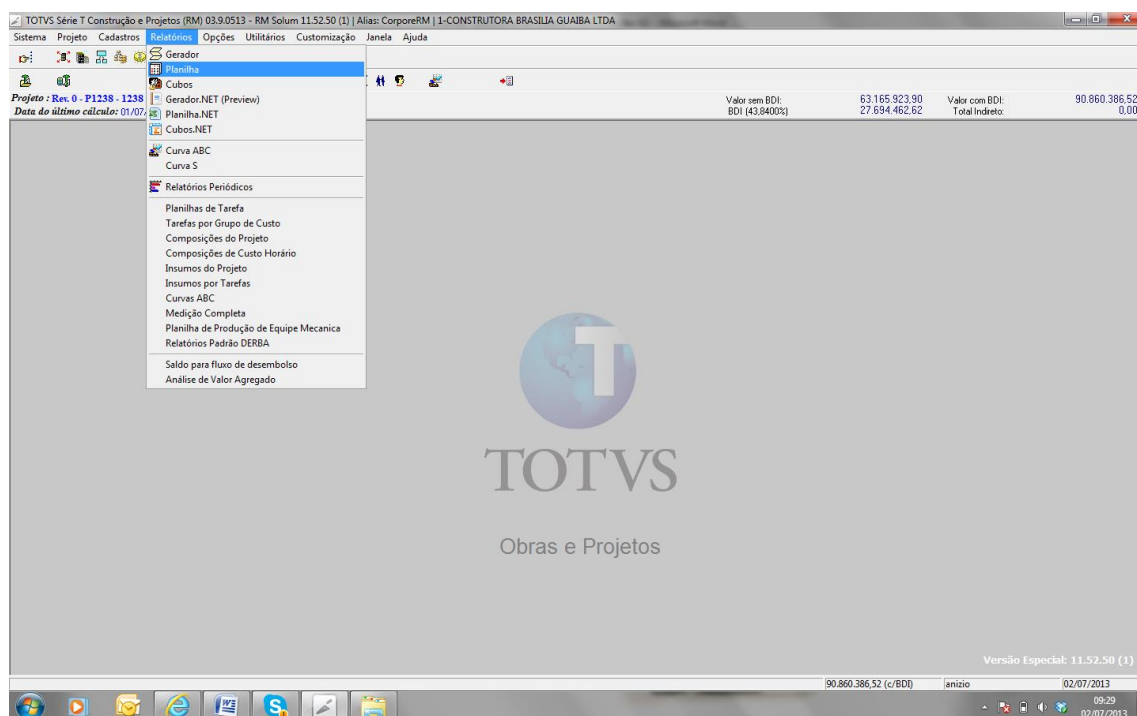 TOTVS Série T Construção e Projetos (RM) 03.9.0513 - RM Solum 11.52.50 (1) | Alias: CorporeRM | 1-CONSTRUTORA BRASILIA GUAIBA LTDA
Sistema Projeto Cadastros Relatórios Opções Utilitários Customização Janela Ajuda
Gerador
Planilha
Cubos
Gerador.NET (Preview)
Planilha.NET
Cubos.NET
Curva ABC
Curva S
Relatórios Periódicos
Planilhas de Tarefa
Tarefas por Grupo de Custo
Composições do Projeto
Composições de Custo Horário
Insumos do Projeto
Insumos por Tarefas
Curvas ABC
Medição Completa
Planilha de Produção de Equipe Mecanica
Relatórios Padrão DERBA
Saldo para fluxo de desembolso
Análise de Valor Agregado
Projeto : Rev. 0 - P1238 - 1238
Valor sem BDI: 63.165.923,90 Valor com BDI: 90.860.386,52
Data do último cálculo: 01/07/
BDI (43,8400%) 27.694.462,62 Total Indireto: 0,00
T
TOTVS
Obras e Projetos
Versão Especial: 11.52.50 (1)
90.860.386,52 (c/BDI) anizio 02/07/2013
09:29
02/07/2013